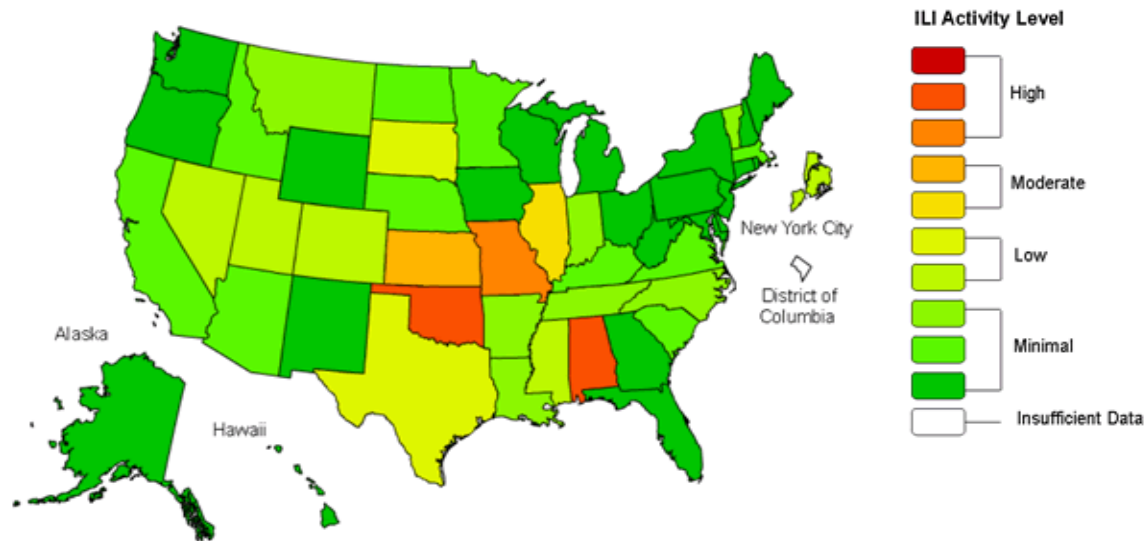 ILI Activity Level
High
Moderate
New York City
Low
District of
Columbia
Alaska
Minimal
Hawaii
Insufficient Data